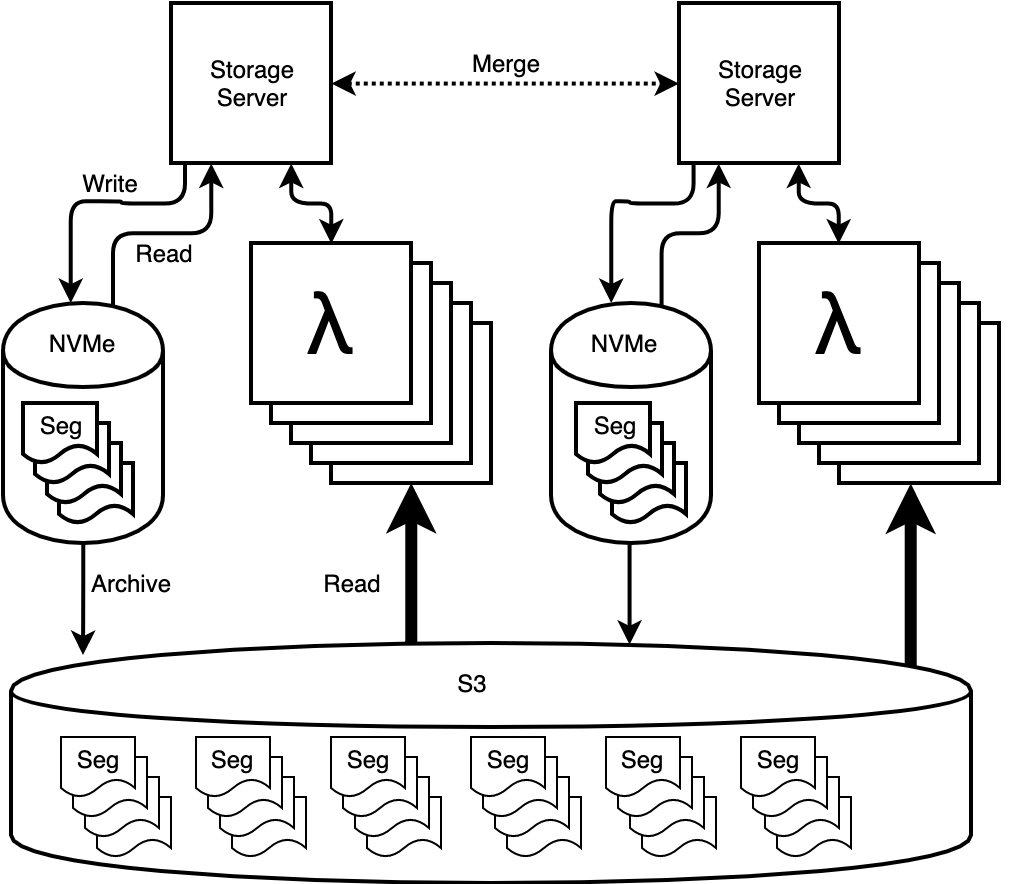 Storage
Server
Merge
Storage
Server
Write
Read
NVMe
λ
NVMe
λ
Seg
Seg
Archive
Read
S3
Seg
Seg
Seg
Seg
Seg
Seg